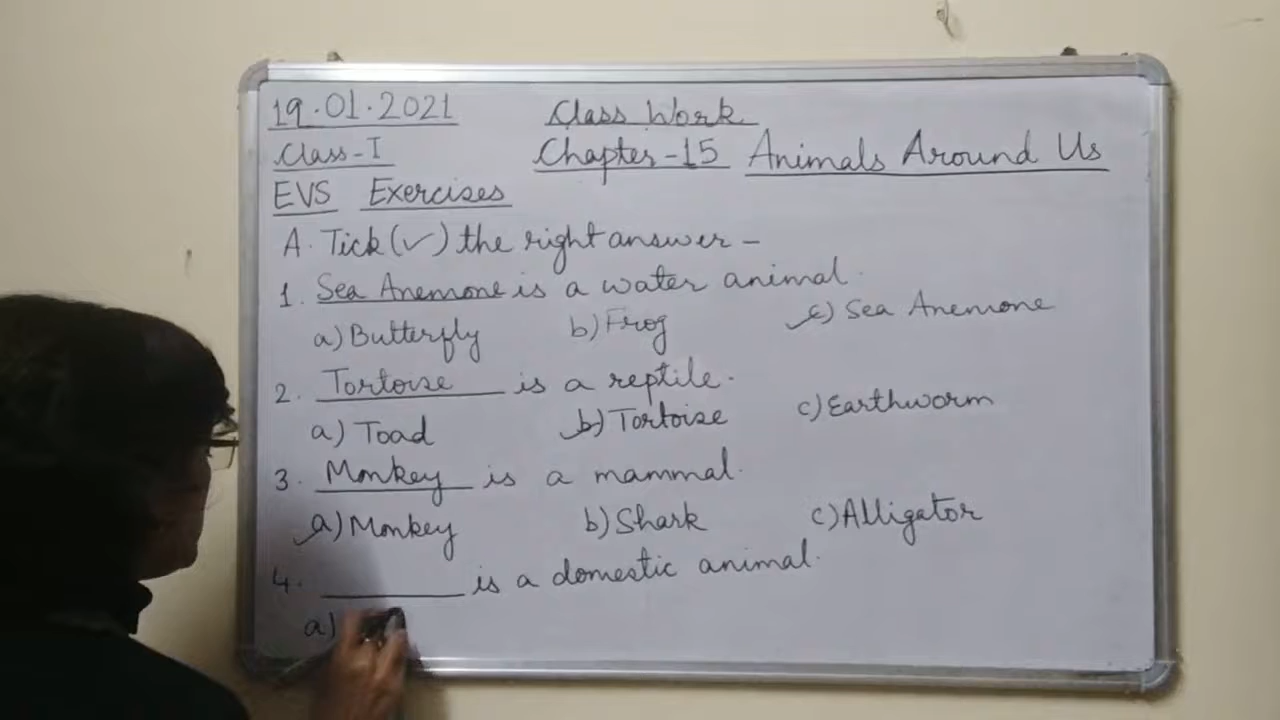 19.01.2021 Class Work
Class-I Chapter-15 Animals Around Us
EVS Exercises
A. Tick (✓) the right answer –
1. Sea Anemone is a water animal.
a) Butterfly b) Frog ✓c) Sea Anemone
2. Tortoise is a reptile.
a) Toad ✓b) Tortoise c) Earthworm
3. Monkey is a mammal.
✓a) Monkey b) Shark c) Alligator
4. ________ is a domestic animal.
a)